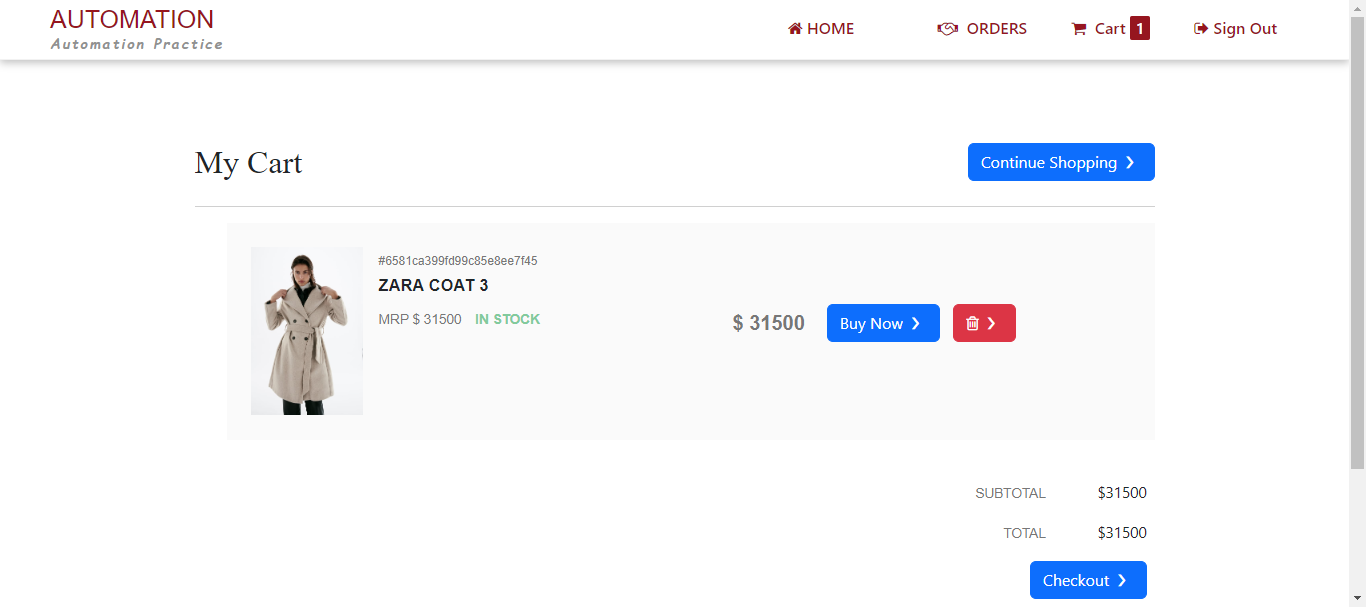 AUTOMATION
Automation Practice
HOME
ORDERS
Cart 1
Sign Out
My Cart
Continue Shopping
#6581ca399fd99c85e8ee7f45
ZARA COAT 3
MRP $ 31500 IN STOCK
$ 31500
Buy Now
SUBTOTAL $31500
TOTAL $31500
Checkout